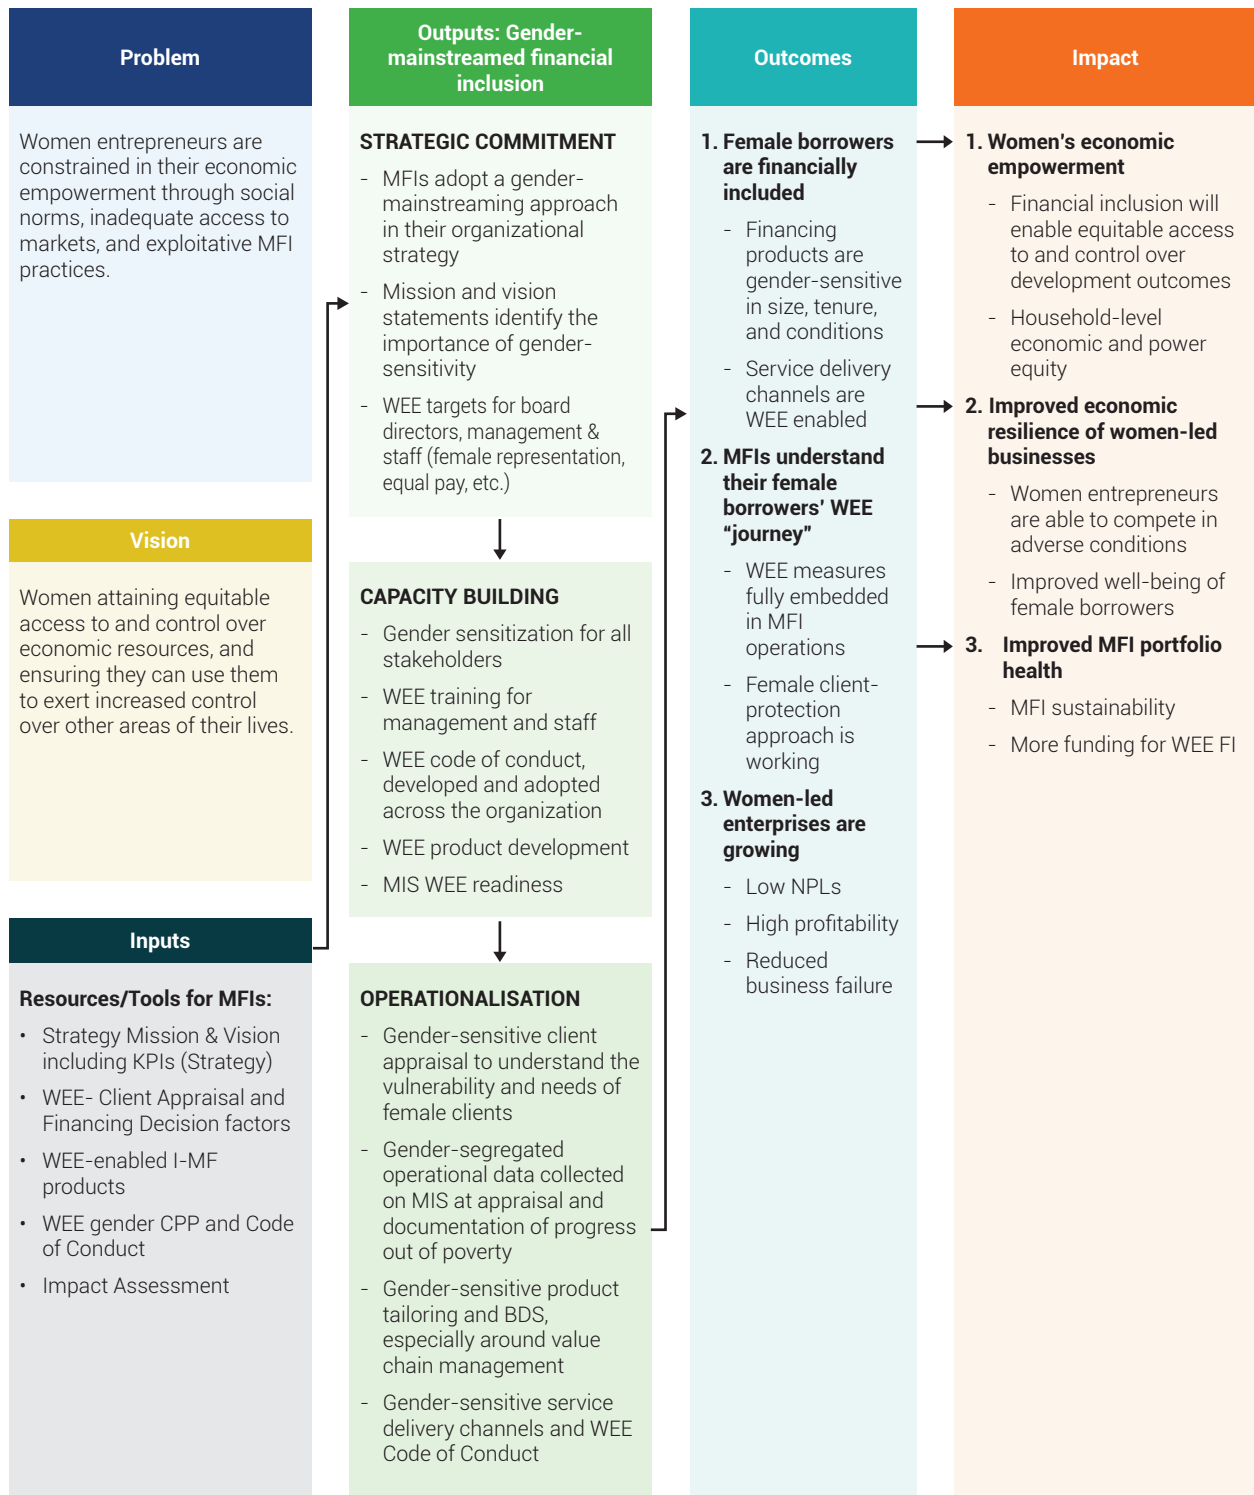 Problem
Women entrepreneurs are
constrained in their economic
empowerment through social
norms, inadequate access to
markets, and exploitative MFI
practices.
Vision
Women attaining equitable
access to and control over
economic resources, and
ensuring they can use them
to exert increased control
over other areas of their lives.
Inputs
Resources/Tools for MFIs:
• Strategy Mission & Vision
including KPIs (Strategy)
• WEE- Client Appraisal and
Financing Decision factors
• WEE-enabled I-MF
products
• WEE gender CPP and Code
of Conduct
• Impact Assessment
Outputs: Gender-
mainstreamed financial
inclusion
STRATEGIC COMMITMENT
- MFIs adopt a gender-
mainstreaming approach
in their organizational
strategy
- Mission and vision
statements identify the
importance of gender-
sensitivity
- WEE targets for board
directors, management &
staff (female representation,
equal pay, etc.)
CAPACITY BUILDING
- Gender sensitization for all
stakeholders
- WEE training for
management and staff
- WEE code of conduct,
developed and adopted
across the organization
- WEE product development
- MIS WEE readiness
OPERATIONALISATION
- Gender-sensitive client
appraisal to understand the
vulnerability and needs of
female clients
- Gender-segregated
operational data collected
on MIS at appraisal and
documentation of progress
out of poverty
- Gender-sensitive product
tailoring and BDS,
especially around value
chain management
- Gender-sensitive service
delivery channels and WEE
Code of Conduct
Outcomes
1. Female borrowers
are financially
included
- Financing
products are
gender-sensitive
in size, tenure,
and conditions
- Service delivery
channels are
WEE enabled
2. MFIs understand
their female
borrowers' WEE
“journey”
- WEE measures
fully embedded
in MFI
operations
- Female client-
protection
approach is
working
3. Women-led
enterprises are
growing
- Low NPLs
- High profitability
- Reduced
business failure
Impact
1. Women's economic
empowerment
- Financial inclusion will
enable equitable access
to and control over
development outcomes
- Household-level
economic and power
equity
2. Improved economic
resilience of women-led
businesses
- Women entrepreneurs
are able to compete in
adverse conditions
- Improved well-being of
female borrowers
3. Improved MFI portfolio
health
- MFI sustainability
- More funding for WEE FI